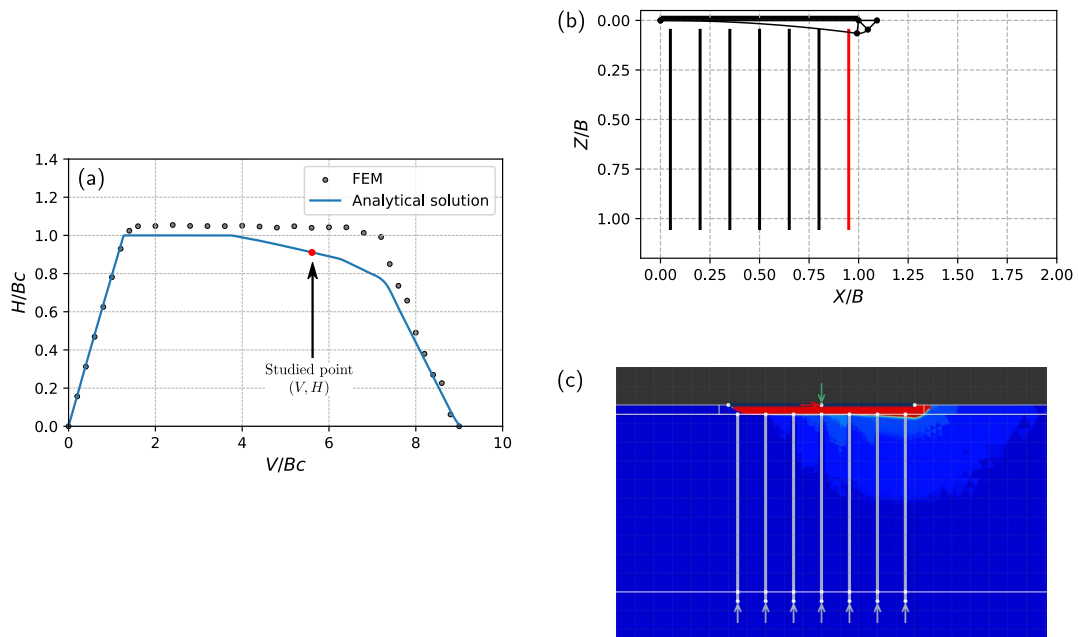 (a)
FEM
Analytical solution
H/Bc
1.4
1.2
1.0
0.8
0.6
0.4
0.2
0.0
Studied point
(V, H)
0 2 4 6 8 10
V/Bc
(b)
Z/B
0.00
0.25
0.50
0.75
1.00
0.00 0.25 0.50 0.75 1.00 1.25 1.50 1.75 2.00
X/B
(c)